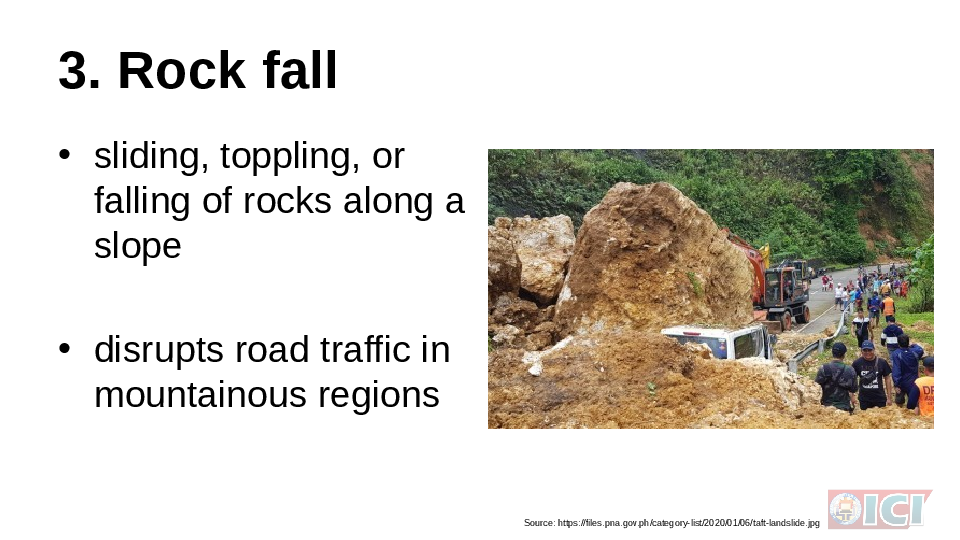 3. Rock fall
• sliding, toppling, or
falling of rocks along a
slope
• disrupts road traffic in
mountainous regions
Source: https://files.pna.gov.ph/category-list/2020/01/06/taft-landslide.jpg
ICI